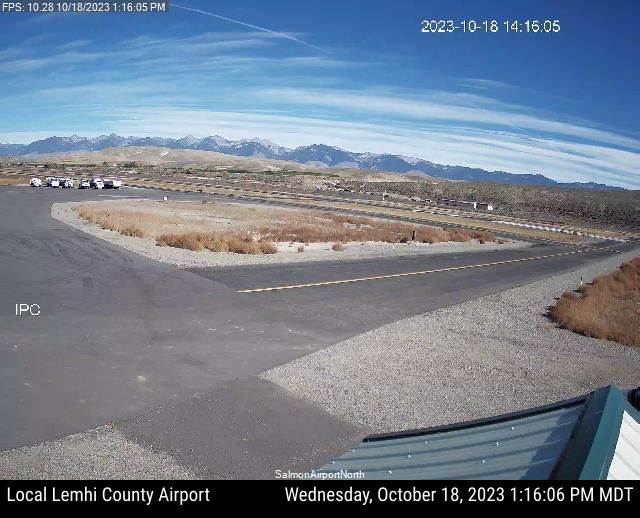 FPS: 10.28 10/18/2023 1:16:05 PM
2023-10-18 14:16:05
IPC
SalmonAirportNorth
Local Lemhi County Airport Wednesday, October 18, 2023 1:16:06 PM MDT